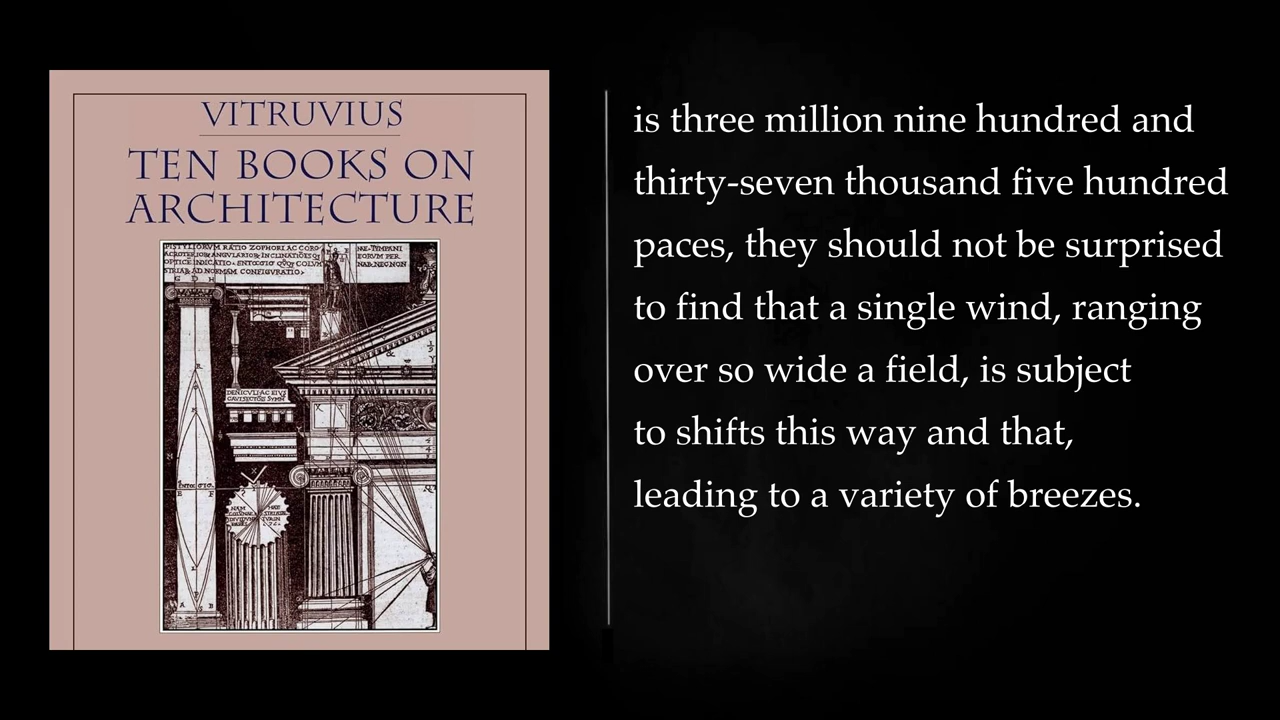 VITRUVIUS
TEN BOOKS ON
ARCHITECTURE
is three million nine hundred and
thirty-seven thousand five hundred
paces, they should not be surprised
to find that a single wind, ranging
over so wide a field, is subject
to shifts this way and that,
leading to a variety of breezes.